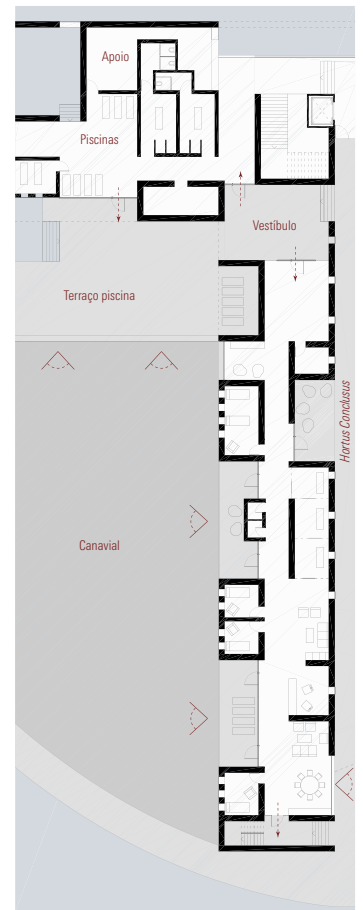 Apoio
Piscinas
Vestíbulo
Terraço piscina
Hortus Conclusus
Canavial